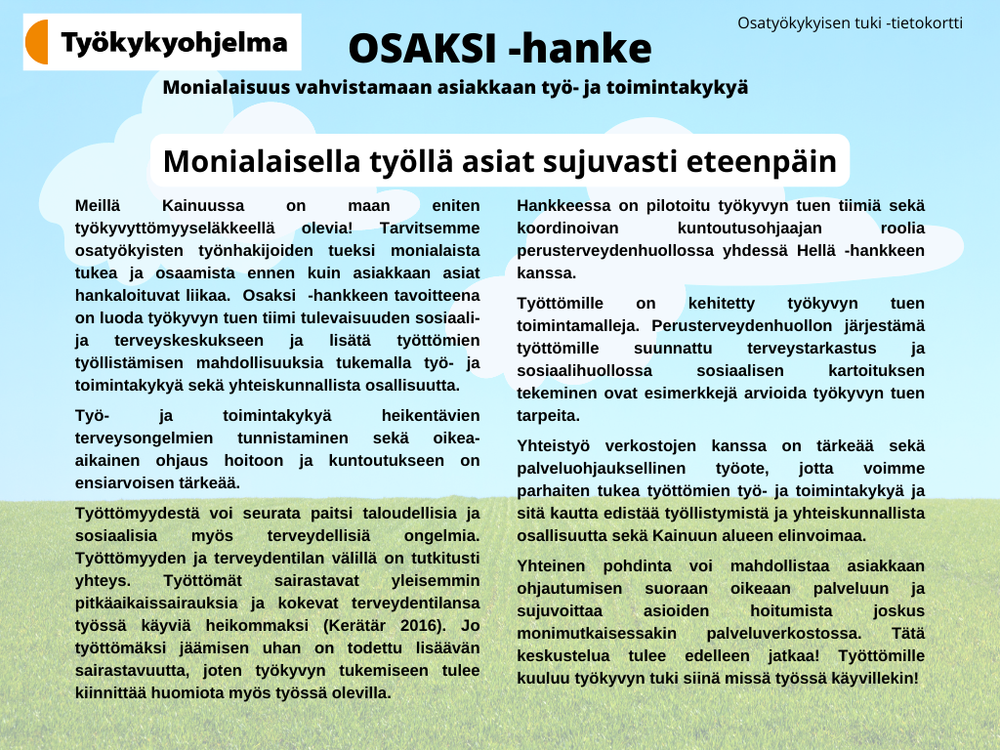 Työkykyohjelma
Osatyökykyisen tuki -tietokortti
OSAKSI -hanke
Monialaisuus vahvistamaan asiakkaan työ- ja toimintakykyä
Monialaisella työllä asiat sujuvasti eteenpäin
Meillä Kainuussa on maan eniten
työkyvyttömyyseläkkeellä olevia! Tarvitsemme
osatyökyisten työnhakijoiden tueksi monialaista
tukea ja osaamista ennen kuin asiakkaan asiat
hankaloituvat liikaa. Osaksi -hankkeen tavoitteena
on luoda työkyvyn tuen tiimi tulevaisuuden sosiaali-
ja terveyskeskukseen ja lisätä työttömien
työllistämisen mahdollisuuksia tukemalla työ- ja
toimintakykyä sekä yhteiskunnallista osallisuutta.
Työ- ja toimintakykyä heikentävien
terveysongelmien tunnistaminen sekä oikea-
aikainen ohjaus hoitoon ja kuntoutukseen on
ensiarvoisen tärkeää.
Työttömyydestä voi seurata paitsi taloudellisia ja
sosiaalisia myös terveydellisiä ongelmia.
Työttömyyden ja terveydentilan välillä on tutkitusti
yhteys. Työttömät sairastavat yleisemmin
pitkäaikaissairauksia ja kokevat terveydentilansa
työssä käyviä heikommaksi (Kerätär 2016). Jo
työttömäksi jäämisen uhan on todettu lisäävän
sairastavuutta, joten työkyvyn tukemiseen tulee
kiinnittää huomiota myös työssä olevilla.
Hankkeessa on pilotoitu työkyvyn tuen tiimiä sekä
koordinoivan kuntoutusohjaajan roolia
perusterveydenhuollossa yhdessä Hellä -hankkeen
kanssa.
Työttömille on kehitetty työkyvyn tuen
toimintamalleja. Perusterveydenhuollon järjestämä
työttömille suunnattu terveystarkastus ja
sosiaalihuollossa sosiaalisen kartoituksen
tekeminen ovat esimerkkejä arvioida työkyvyn tuen
tarpeita.
Yhteistyö verkostojen kanssa on tärkeää sekä
palveluohjauksellinen työote, jotta voimme
parhaiten tukea työttömien työ- ja toimintakykyä ja
sitä kautta edistää työllistymistä ja yhteiskunnallista
osallisuutta sekä Kainuun alueen elinvoimaa.
Yhteinen pohdinta voi mahdollistaa asiakkaan
ohjautumisen suoraan oikeaan palveluun ja
sujuvoittaa asioiden hoitumista joskus
monimutkaisessakin palveluverkostossa. Tätä
keskustelua tulee edelleen jatkaa! Työttömille
kuuluu työkyvyn tuki siinä missä työssä käyvillekin!